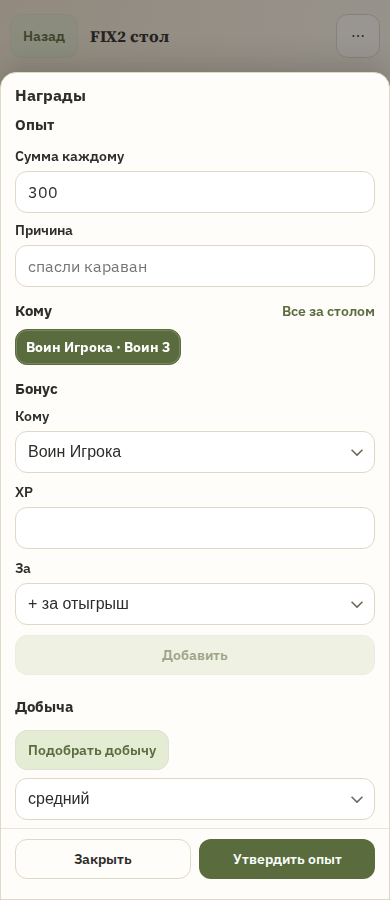 Назад
FIX2 стол
...
Награды
Опыт
Сумма каждому
300
Причина
спасли караван
Кому
Все за столом
Воин Игрока · Воин 3
Бонус
Кому
Воин Игрока
XP
За
+ за отыгрыш
Добавить
Добыча
Подобрать добычу
средний
Закрыть
Утвердить опыт